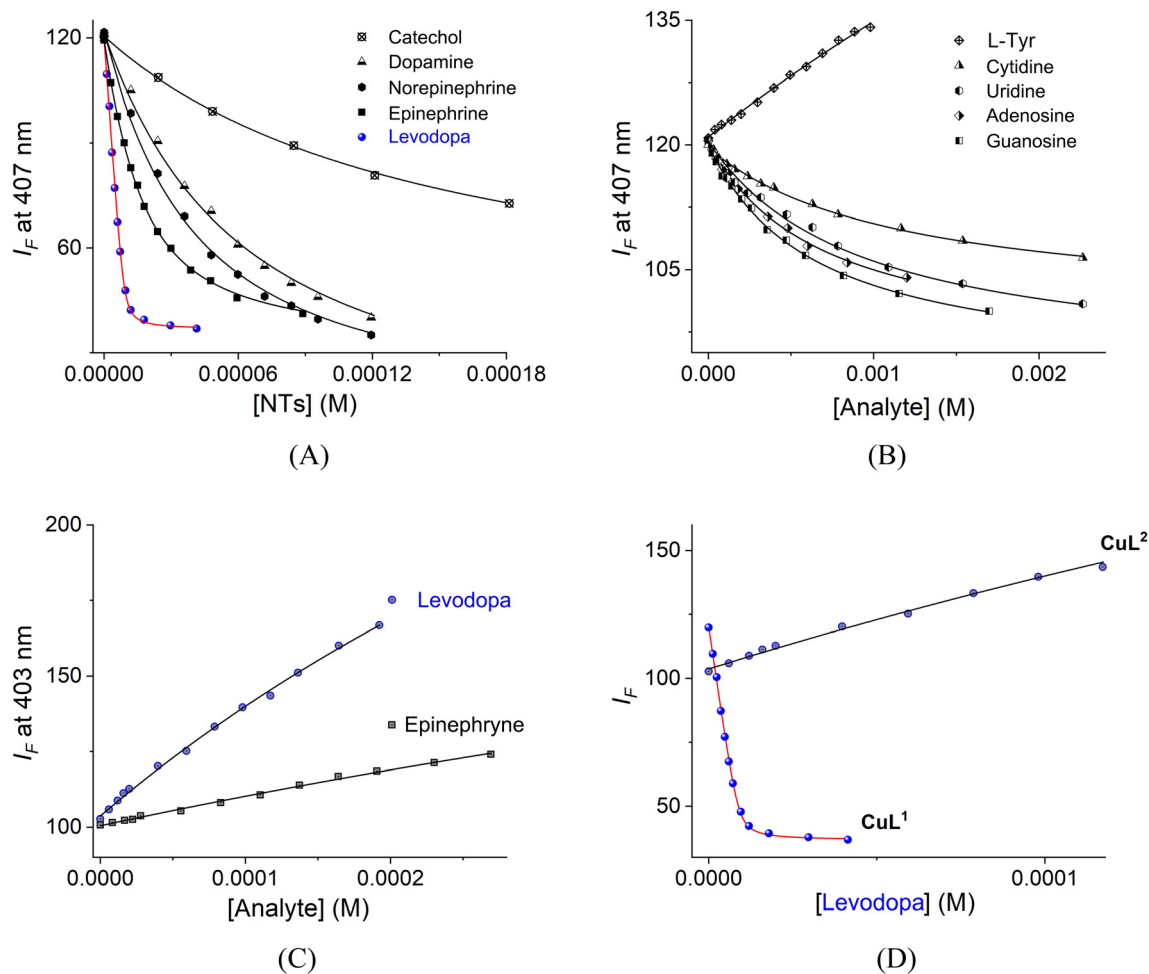 120
60
I_F at 407 nm
Catechol
Dopamine
Norepinephrine
Epinephrine
Levodopa
0.00000 0.00006 0.00012 0.00018
[NTs] (M)
(A)
135
120
105
I_F at 407 nm
L-Tyr
Cytidine
Uridine
Adenosine
Guanosine
0.000 0.001 0.002
[Analyte] (M)
(B)
200
150
100
I_F at 403 nm
Levodopa
Epinephryne
0.0000 0.0001 0.0002
[Analyte] (M)
(C)
150
100
50
I_F
CuL²
CuL¹
0.0000 0.0001
[Levodopa] (M)
(D)